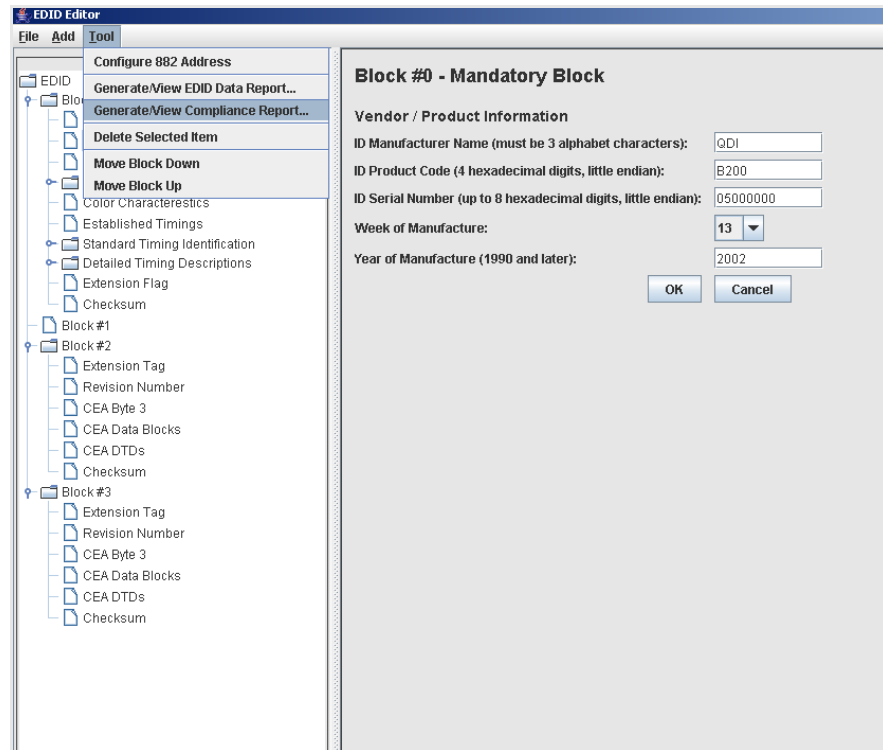 EDID Editor
File Add Tool
Configure 882 Address
Generate/View EDID Data Report...
Generate/View Compliance Report...
Delete Selected Item
Move Block Down
Move Block Up
EDID
Color Characterestics
Established Timings
Standard Timing Identification
Detailed Timing Descriptions
Extension Flag
Checksum
Block #1
Block #2
Extension Tag
Revision Number
CEA Byte 3
CEA Data Blocks
CEA DTDs
Checksum
Block #3
Extension Tag
Revision Number
CEA Byte 3
CEA Data Blocks
CEA DTDs
Checksum
Block #0 - Mandatory Block
Vendor / Product Information
ID Manufacturer Name (must be 3 alphabet characters): QDI
ID Product Code (4 hexadecimal digits, little endian): B200
ID Serial Number (up to 8 hexadecimal digits, little endian): 05000000
Week of Manufacture: 13
Year of Manufacture (1990 and later): 2002
OK Cancel